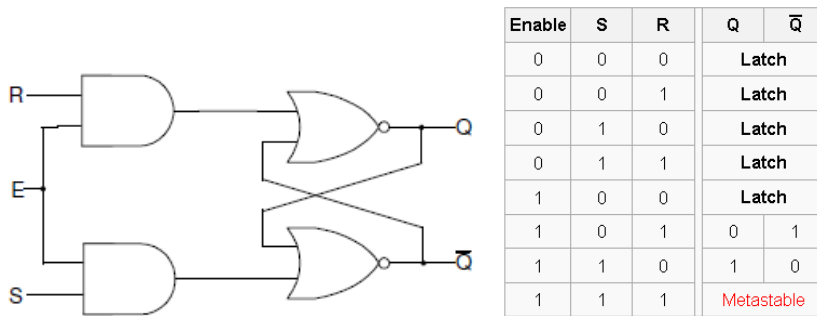 R
E
S
Q
Q̅
Enable S R Q Q̅
0 0 0 Latch
0 0 1 Latch
0 1 0 Latch
0 1 1 Latch
1 0 0 Latch
1 0 1 0 1
1 1 0 1 0
1 1 1 Metastable